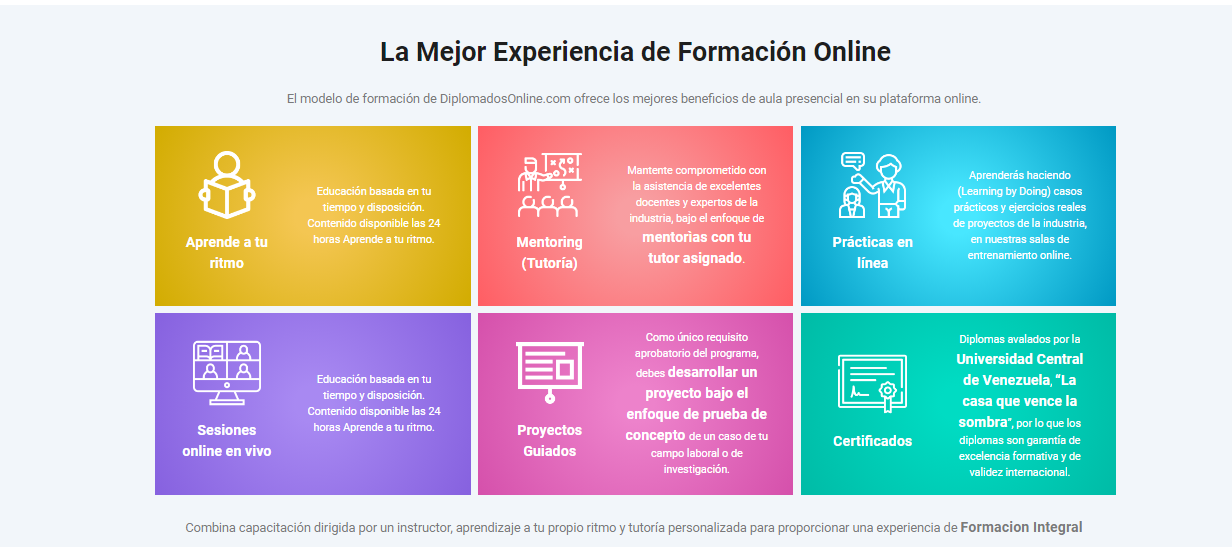 La Mejor Experiencia de Formación Online
El modelo de formación de DiplomadosOnline.com ofrece los mejores beneficios de aula presencial en su plataforma online.
Aprende a tu
ritmo
Educación basada en tu
tiempo y disposición.
Contenido disponible las 24
horas Aprende a tu ritmo.
Mentoring
(Tutoría)
Mantente comprometido con
la asistencia de excelentes
docentes y expertos de la
industria, bajo el enfoque de
mentorìas con tu
tutor asignado.
Prácticas en
línea
Aprenderás haciendo
(Learning by Doing) casos
prácticos y ejercicios reales
de proyectos de la industria,
en nuestras salas de
entrenamiento online.
Sesiones
online en vivo
Educación basada en tu
tiempo y disposición.
Contenido disponible las 24
horas Aprende a tu ritmo.
Proyectos
Guiados
Como único requisito
aprobatorio del programa,
debes desarrollar un
proyecto bajo el
enfoque de prueba de
concepto de un caso de tu
campo laboral o de
investigación.
Certificados
Diplomas avalados por la
Universidad Central
de Venezuela, “La
casa que vence la
sombra”, por lo que los
diplomas son garantía de
excelencia formativa y de
validez internacional.
Combina capacitación dirigida por un instructor, aprendizaje a tu propio ritmo y tutoría personalizada para proporcionar una experiencia de Formacion Integral